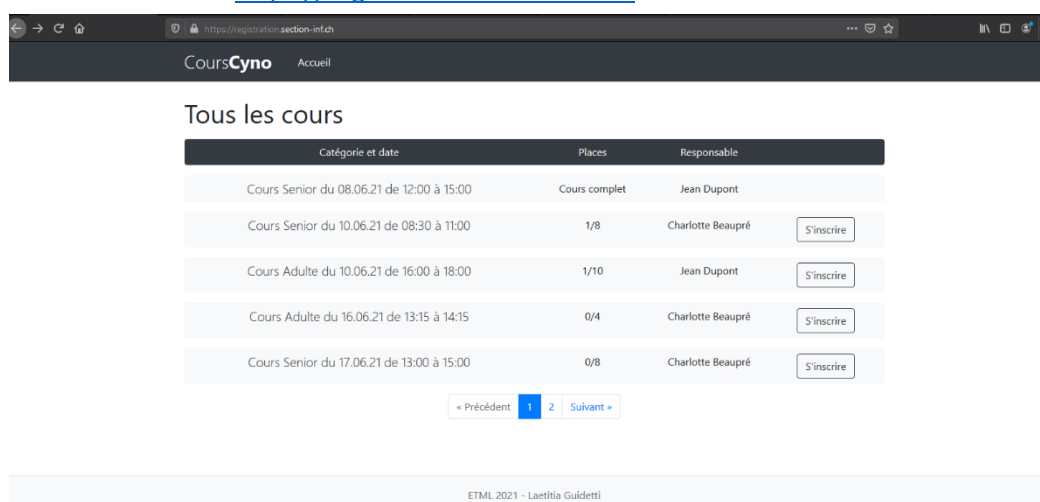 https://registration.section-inf.ch
CoursCyno Accueil
Tous les cours
Catégorie et date Places Responsable
Cours Senior du 08.06.21 de 12:00 à 15:00 Cours complet Jean Dupont
Cours Senior du 10.06.21 de 08:30 à 11:00 1/8 Charlotte Beaupré S'inscrire
Cours Adulte du 10.06.21 de 16:00 à 18:00 1/10 Jean Dupont S'inscrire
Cours Adulte du 16.06.21 de 13:15 à 14:15 0/4 Charlotte Beaupré S'inscrire
Cours Senior du 17.06.21 de 13:00 à 15:00 0/8 Charlotte Beaupré S'inscrire
« Précédent 1 2 Suivant »
ETML 2021 - Laetitia Guidetti